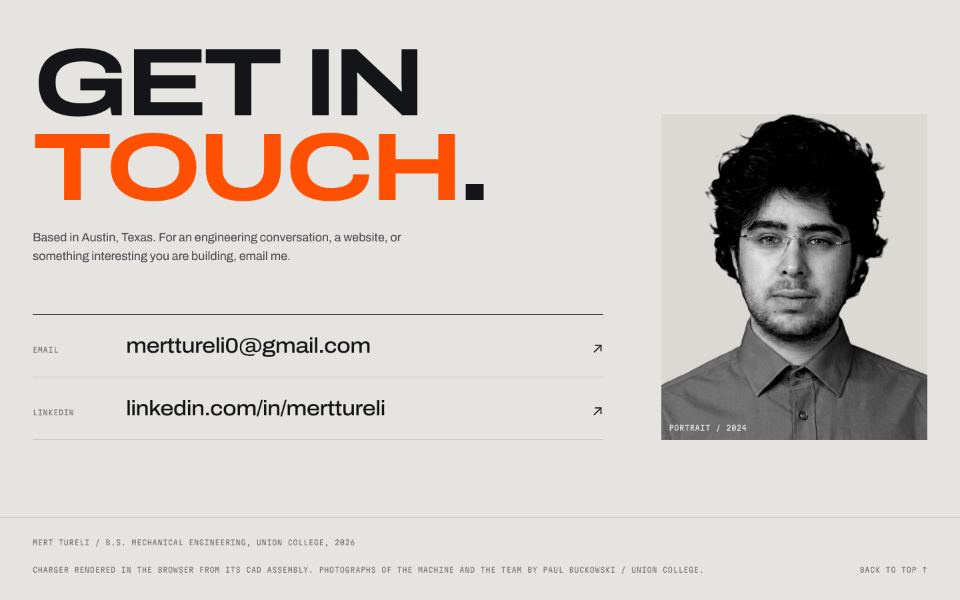 GET IN
TOUCH.
Based in Austin, Texas. For an engineering conversation, a website, or
something interesting you are building, email me.
EMAIL
merttureli0@gmail.com
↗
LINKEDIN
linkedin.com/in/merttureli
↗
PORTRAIT / 2024
MERT TURELI / B.S. MECHANICAL ENGINEERING, UNION COLLEGE, 2026
CHARGER RENDERED IN THE BROWSER FROM ITS CAD ASSEMBLY. PHOTOGRAPHS OF THE MACHINE AND THE TEAM BY PAUL BUCKOWSKI / UNION COLLEGE.
BACK TO TOP ↑